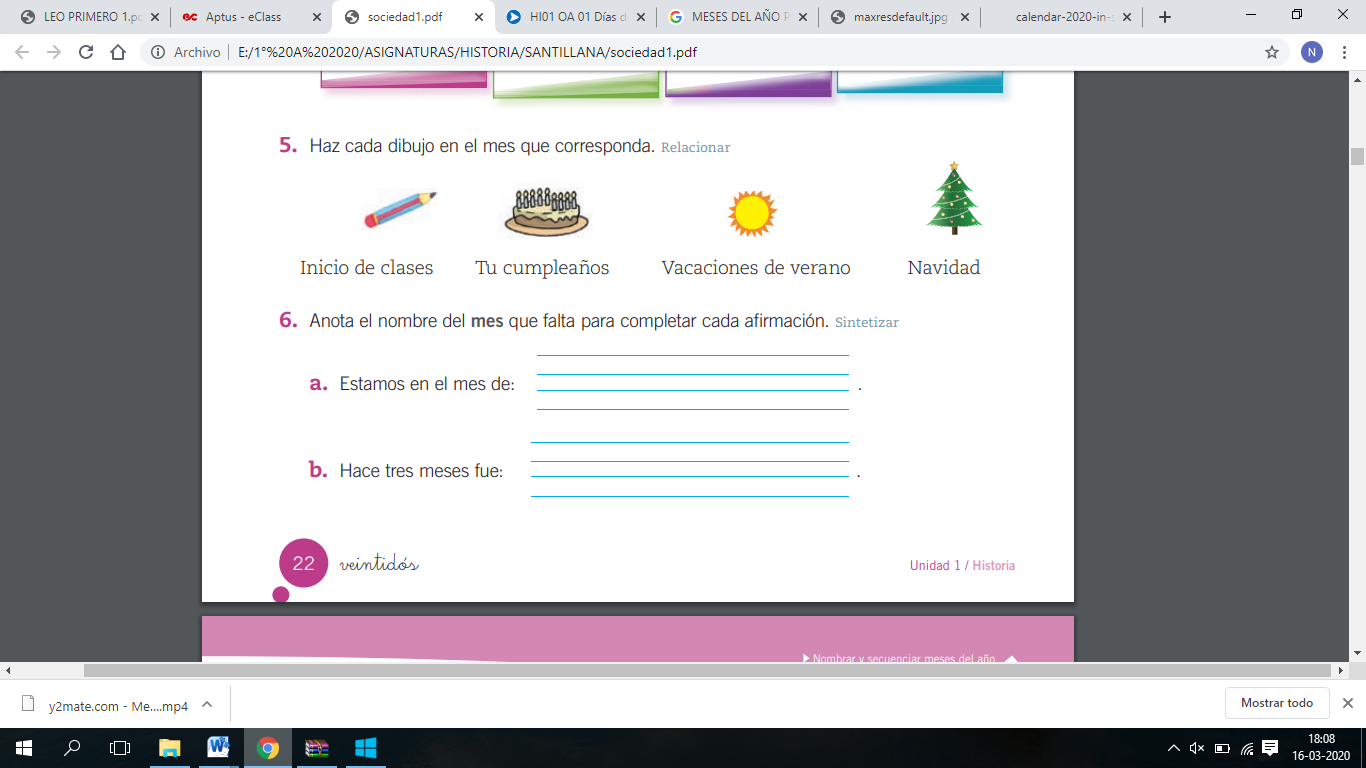 LEO PRIMERO 1.pd
Aptus - eClass
sociedad1.pdf
HI01 OA 01 Días d
MESES DEL AÑO P
maxresdefault.jpg
calendar-2020-in-s
Archivo
E:/1°%20A%202020/ASIGNATURAS/HISTORIA/SANTILLANA/sociedad1.pdf
N
5. Haz cada dibujo en el mes que corresponda. Relacionar
Inicio de clases
Tu cumpleaños
Vacaciones de verano
Navidad
6. Anota el nombre del mes que falta para completar cada afirmación. Sintetizar
a. Estamos en el mes de: .
b. Hace tres meses fue: .
22 veintidós
Unidad 1 / Historia
Nombrar y secuenciar meses del año
y2mate.com - Me....mp4
Mostrar todo
18:08
16-03-2020